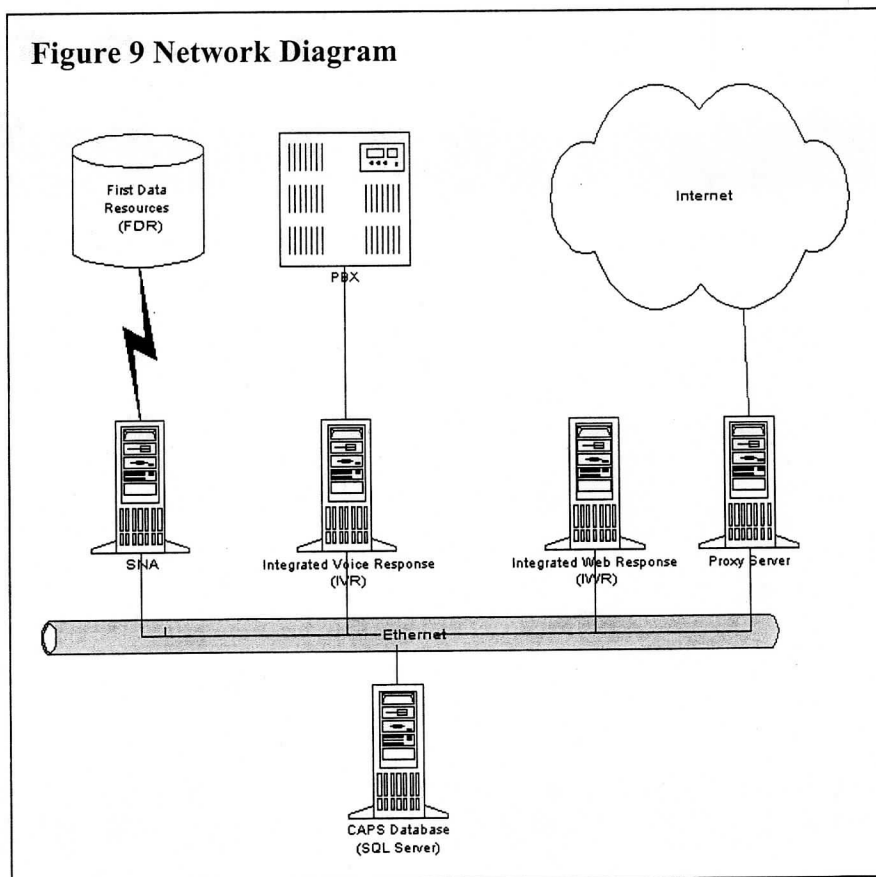 Figure 9 Network Diagram
First Data
Resources
(FDR)
PBX
Internet
SNA
Integrated Voice Response
(IVR)
Integrated Web Response
(IWR)
Proxy Server
Ethernet
CAPS Database
(SQL Server)